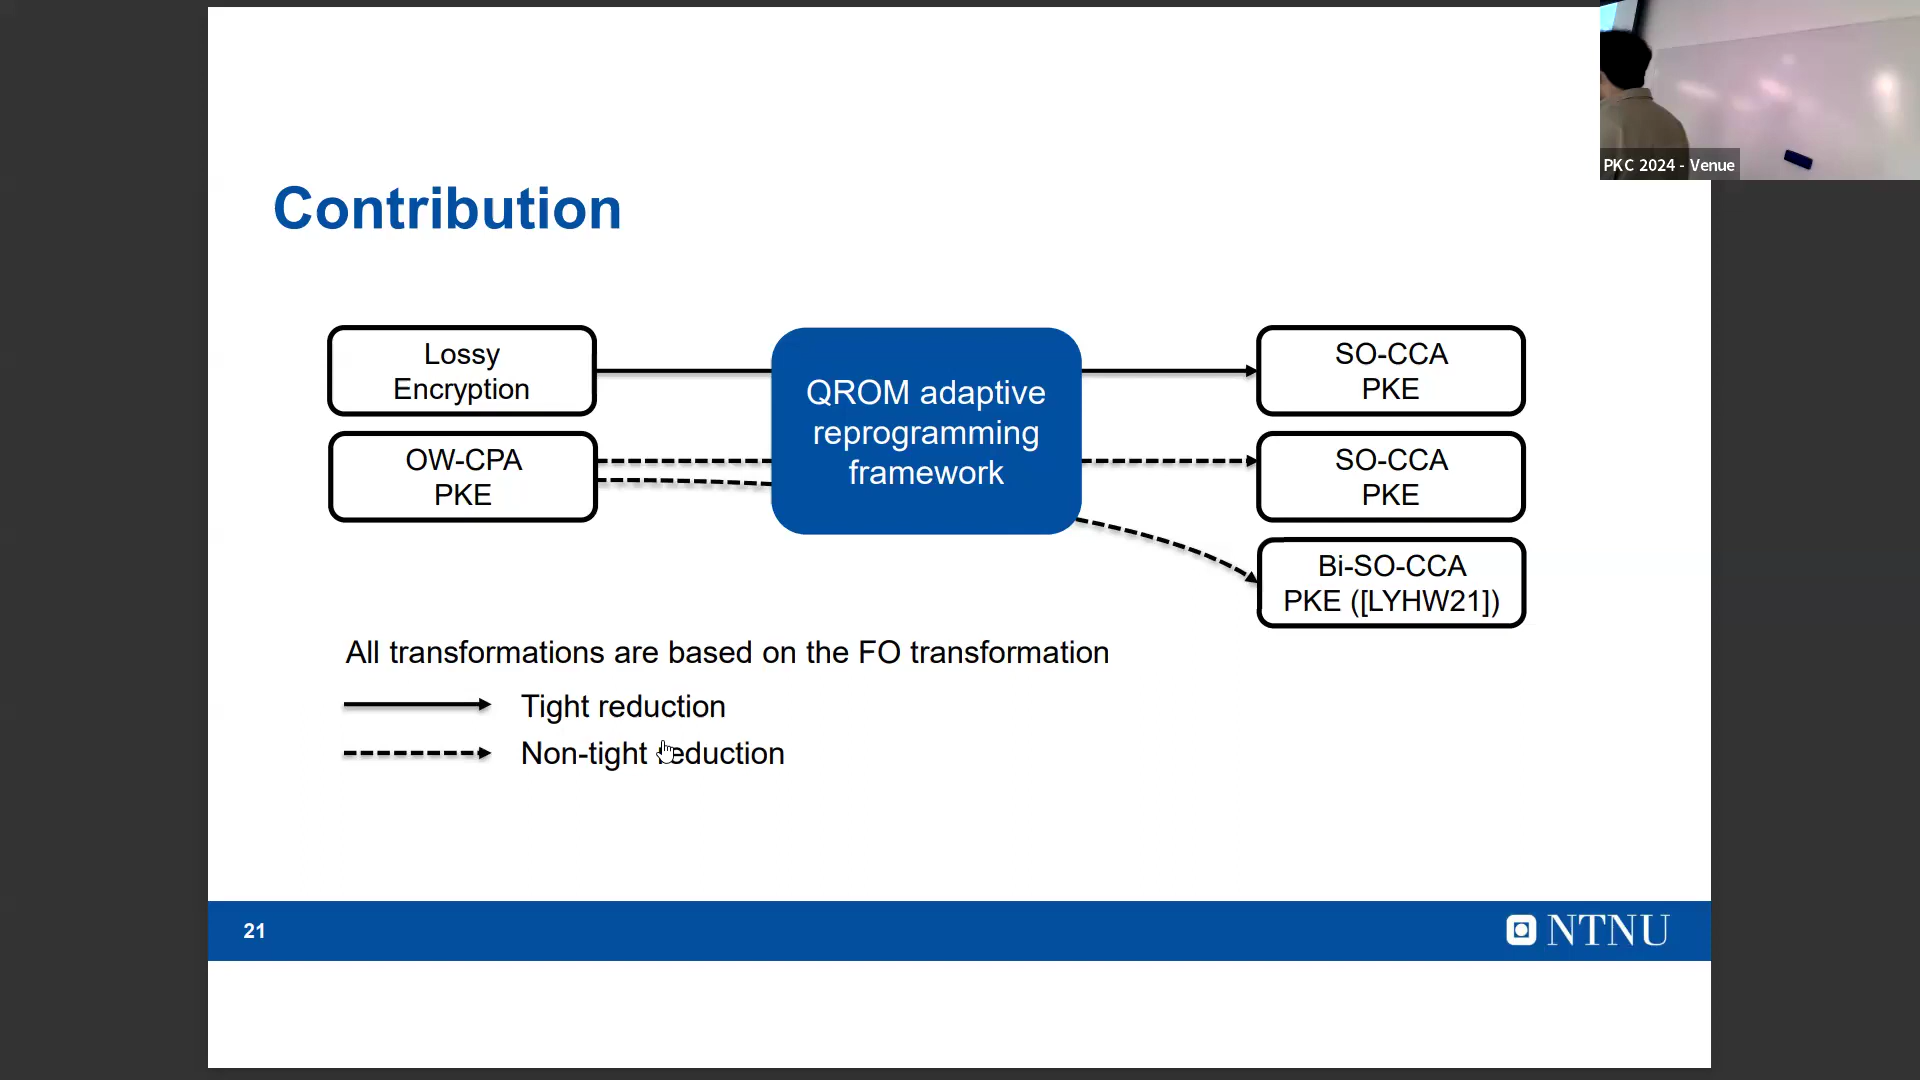 PKC 2024 - Venue
Contribution
Lossy
Encryption
OW-CPA
PKE
QROM adaptive
reprogramming
framework
SO-CCA
PKE
SO-CCA
PKE
Bi-SO-CCA
PKE ([LYHW21])
All transformations are based on the FO transformation
Tight reduction
Non-tight reduction
21
NTNU